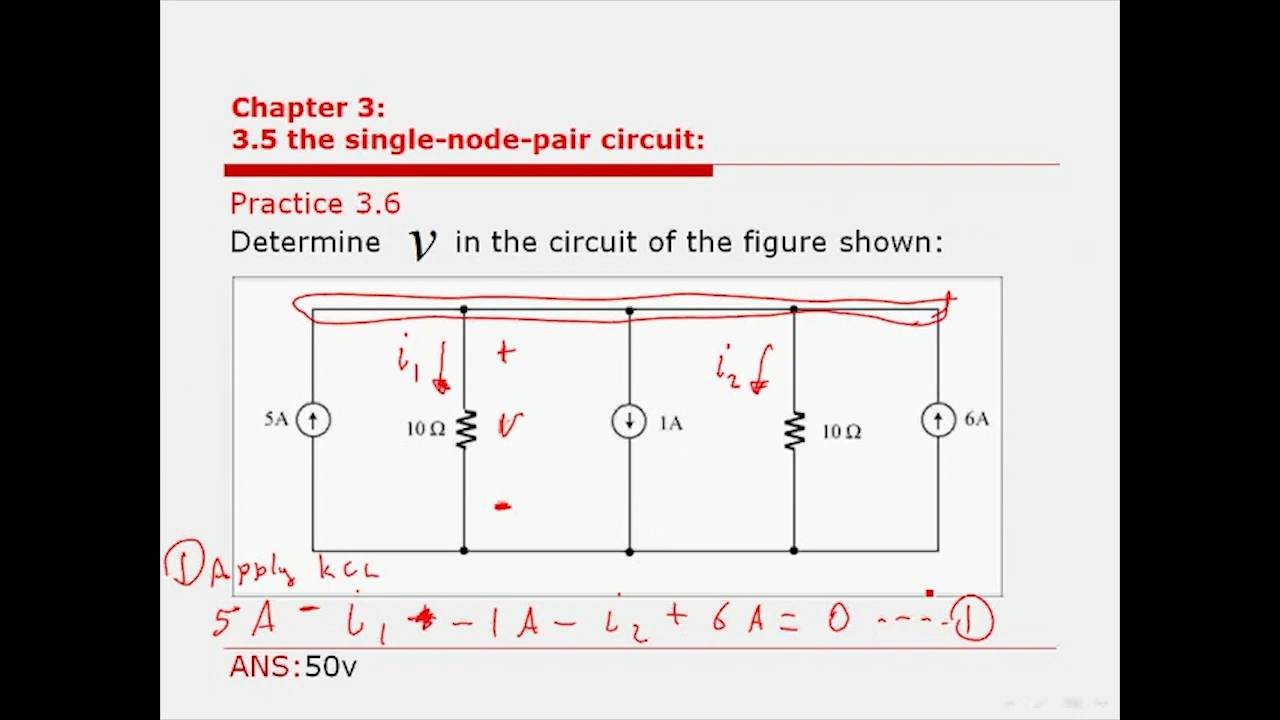 Chapter 3:
3.5 the single-node-pair circuit:
Practice 3.6
Determine v in the circuit of the figure shown:
i1 + i2
5A 10 Ω v 1A 10 Ω 6A
-
① Apply KCL
5A - i1 - 1A - i2 + 6A = 0 ----- ①
ANS:50v